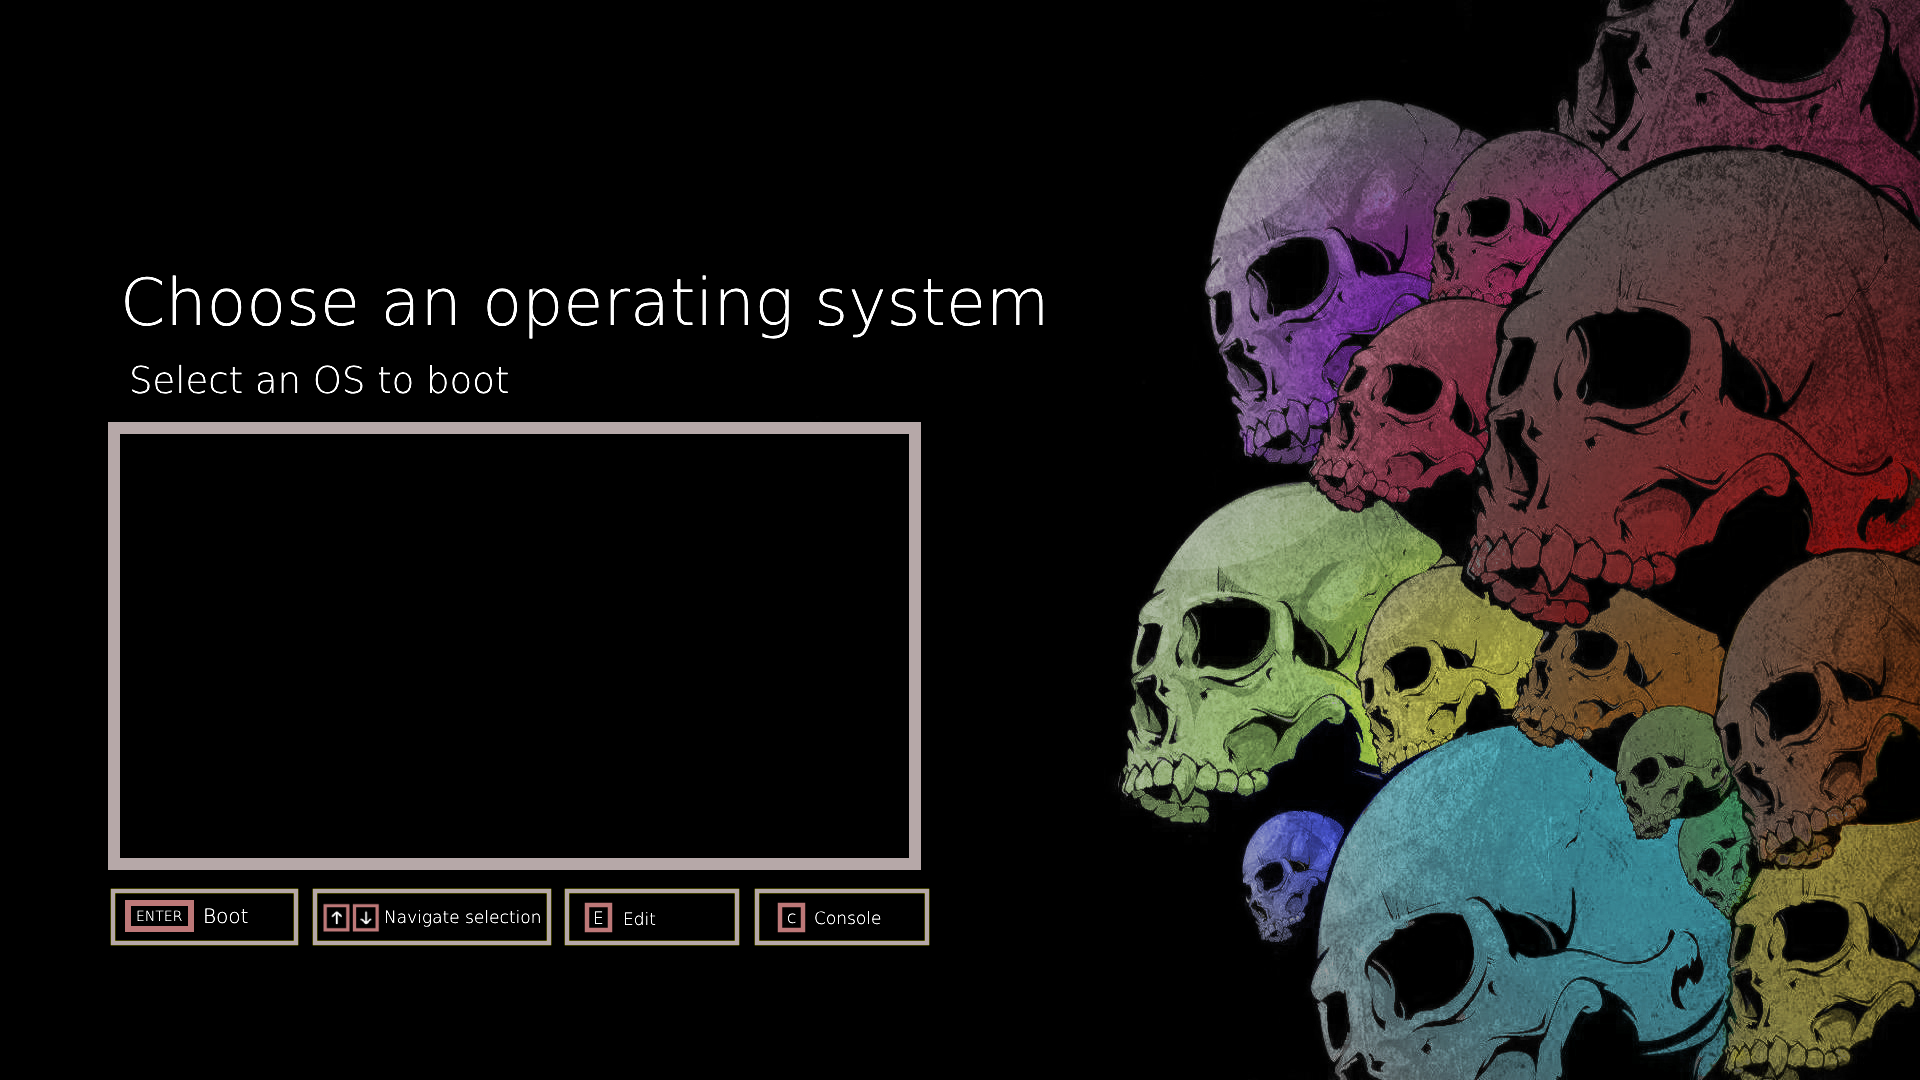 Choose an operating system
Select an OS to boot
ENTER Boot
↑ ↓ Navigate selection
E Edit
c Console